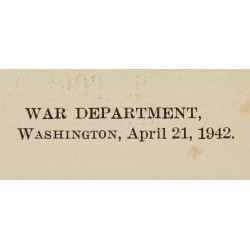 WAR DEPARTMENT,
WASHINGTON, April 21, 1942.